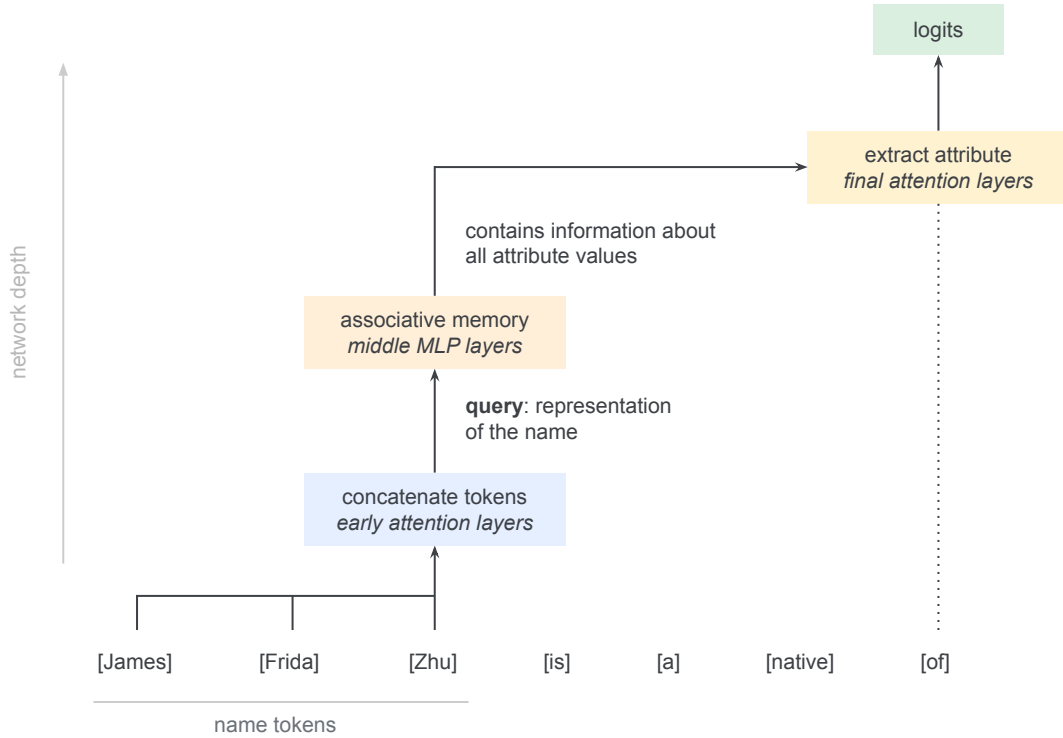 logits
extract attribute
final attention layers
contains information about
all attribute values
network depth
associative memory
middle MLP layers
query: representation
of the name
concatenate tokens
early attention layers
[James] [Frida] [Zhu] [is] [a] [native] [of]
name tokens